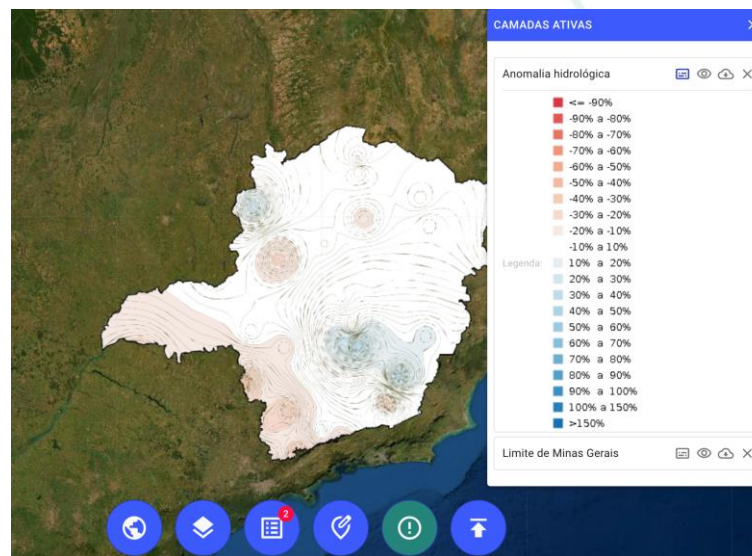 CAMADAS ATIVAS
Anomalia hidrológica
<= -90%
-90% a -80%
-80% a -70%
-70% a -60%
-60% a -50%
-50% a -40%
-40% a -30%
-30% a -20%
-20% a -10%
-10% a 10%
Legenda: 10% a 20%
20% a 30%
30% a 40%
40% a 50%
50% a 60%
60% a 70%
70% a 80%
80% a 90%
90% a 100%
100% a 150%
>150%
Limite de Minas Gerais
2